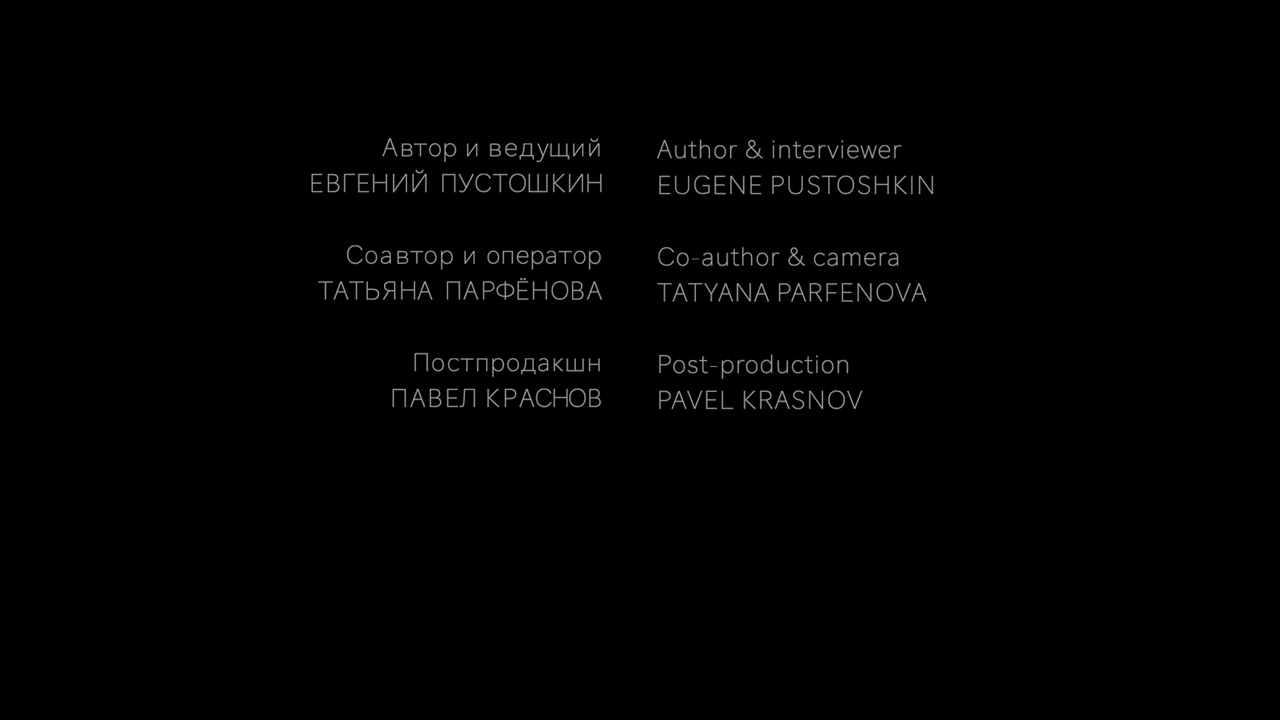 Автор и ведущий
ЕВГЕНИЙ ПУСТОШКИН
Соавтор и оператор
ТАТЬЯНА ПАРФЁНОВА
Постпродакшн
ПАВЕЛ КРАСНОВ
Author & interviewer
EUGENE PUSTOSHKIN
Co-author & camera
TATYANA PARFENOVA
Post-production
PAVEL KRASNOV